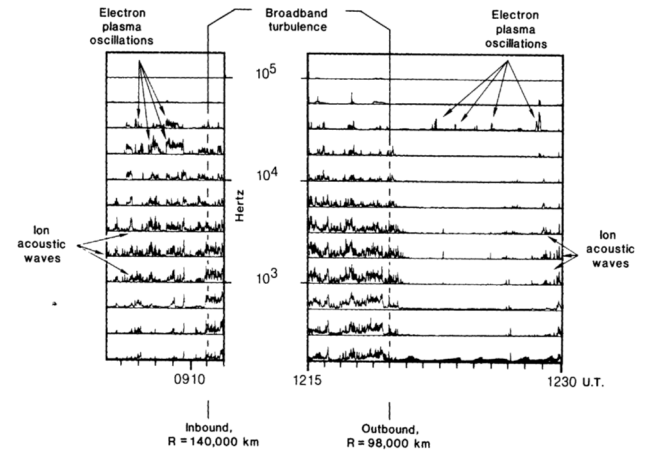 Electron
plasma
oscillations
Broadband
turbulence
Electron
plasma
oscillations
10⁵
10⁴
10³
Hertz
Ion
acoustic
waves
Ion
acoustic
waves
0910
1215
1230 U.T.
Inbound,
R = 140,000 km
Outbound,
R = 98,000 km